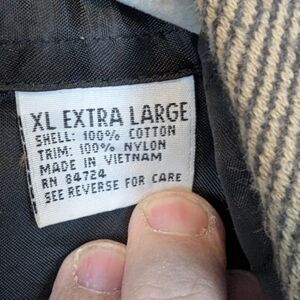 XL EXTRA LARGE
SHELL: 100% COTTON
TRIM: 100% NYLON
MADE IN VIETNAM
RN 84724
SEE REVERSE FOR CARE